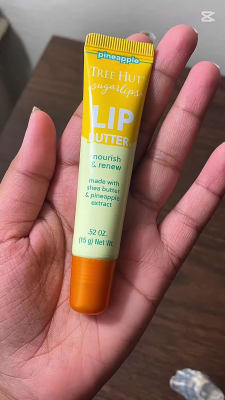 pineapple
TREE HUT
sugarlips
LIP
BUTTER
nourish
& renew
made with
shea butter
& pineapple
extract
.52 OZ.
(15 g) Net Wt.